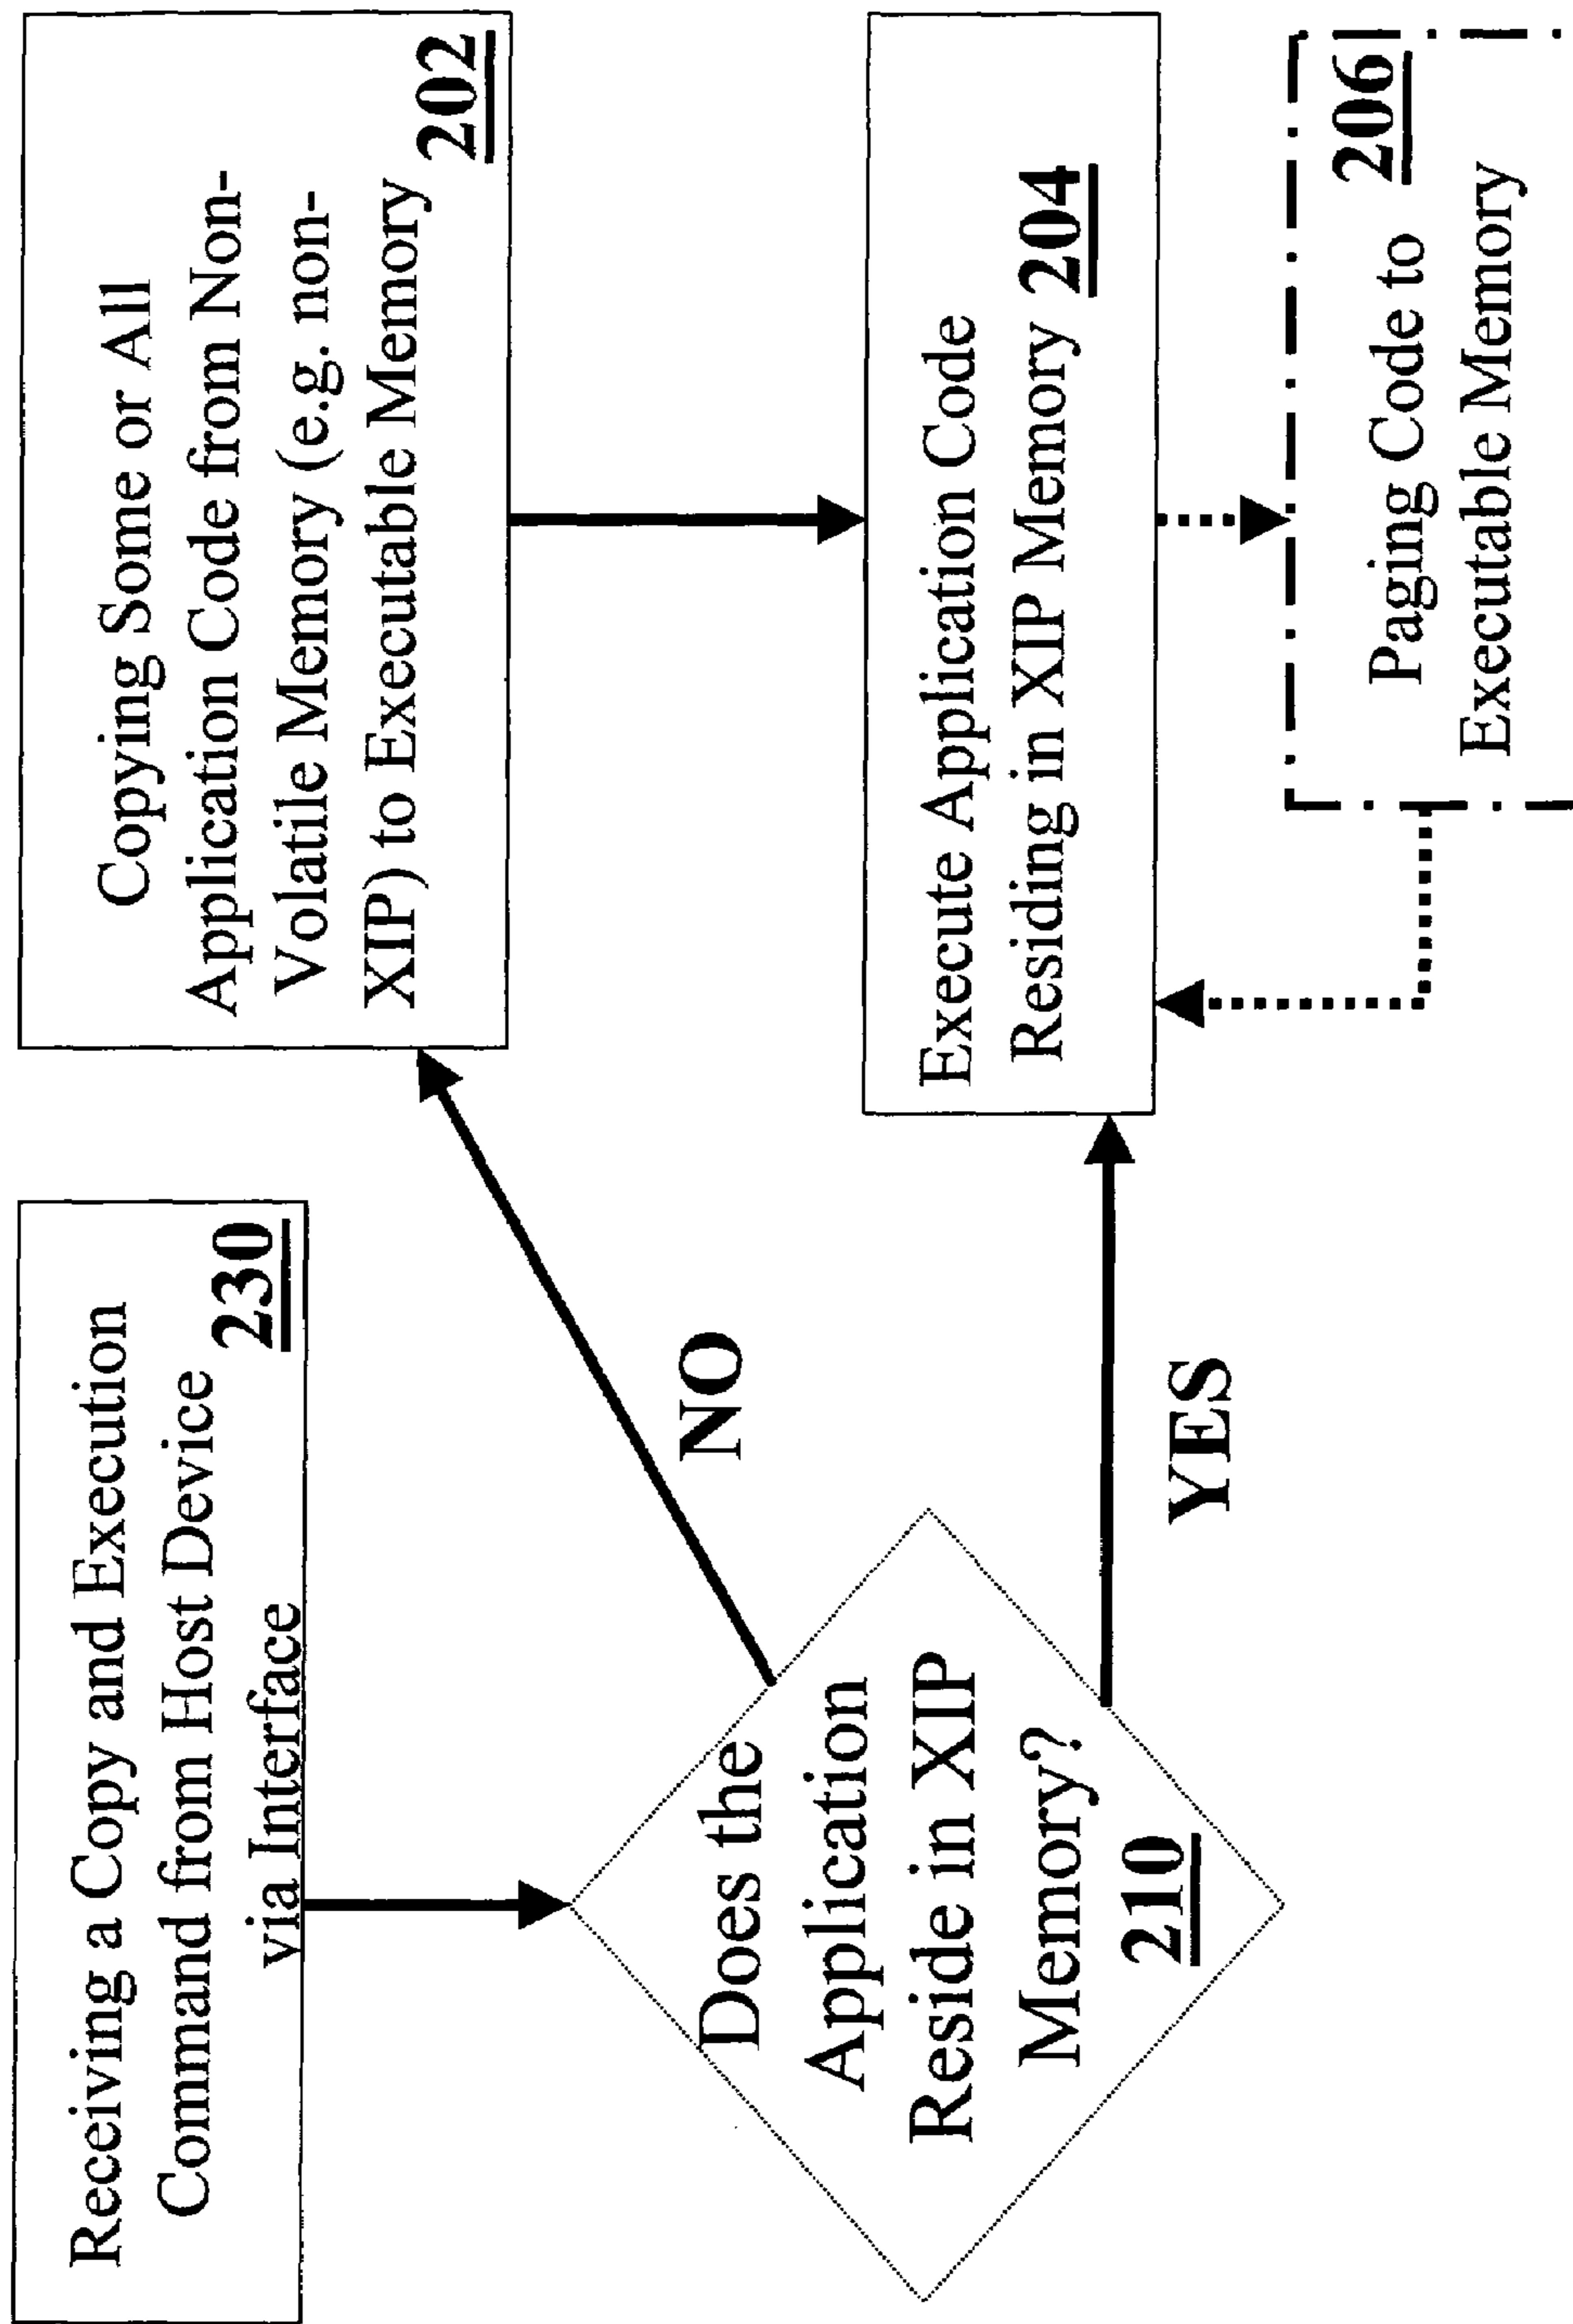 Receiving a Copy and Execution
Command from Host Device
via Interface
230
Does the
Application
Reside in XIP
Memory?
210
NO
YES
Copying Some or All
Application Code from Non-
Volatile Memory (e.g. non-
XIP) to Executable Memory
202
Execute Application Code
Residing in XIP Memory 204
Paging Code to 206
Executable Memory